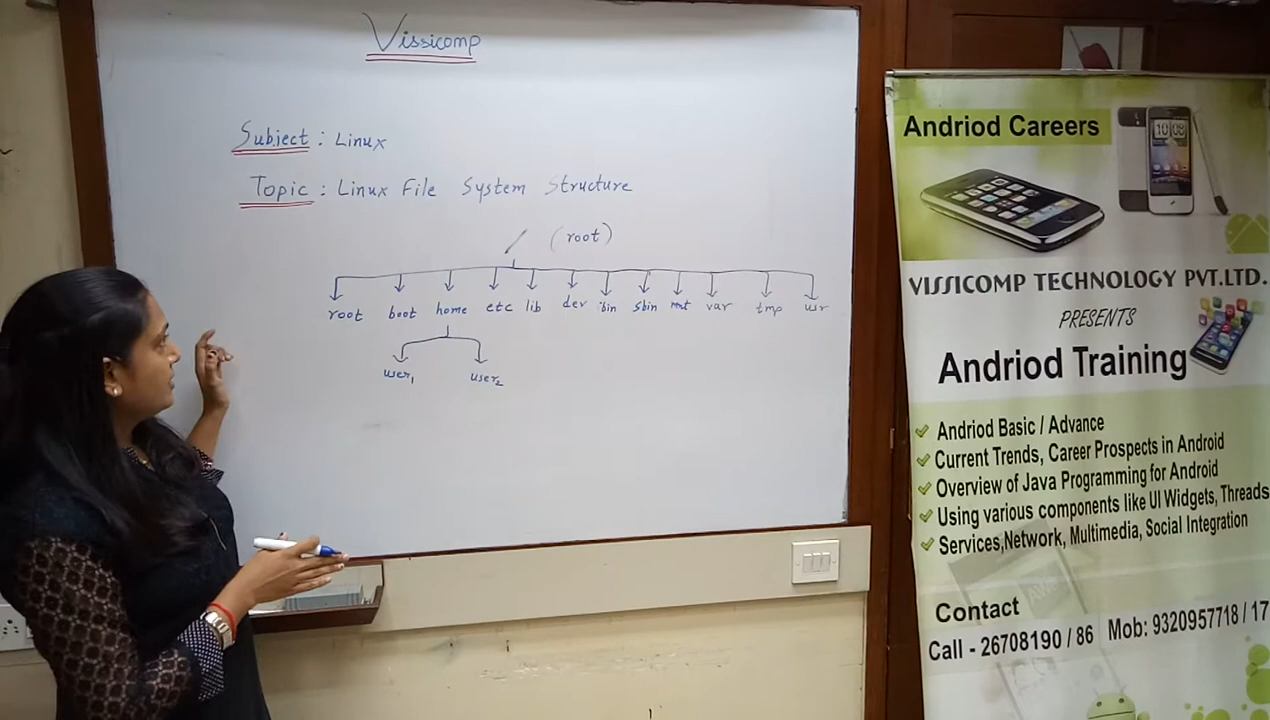 Vissicomp
Subject : Linux
Topic : Linux File System Structure
/ (root)
root boot home etc lib dev bin sbin mnt var tmp usr
user1 user2
Andriod Careers
10:08
VISSICOMP TECHNOLOGY PVT.LTD.
PRESENTS
Andriod Training
Andriod Basic / Advance
Current Trends, Career Prospects in Android
Overview of Java Programming for Android
Using various components like UI Widgets, Threads
Services,Network, Multimedia, Social Integration
Contact
Call - 26708190 / 86 Mob: 9320957718 / 17